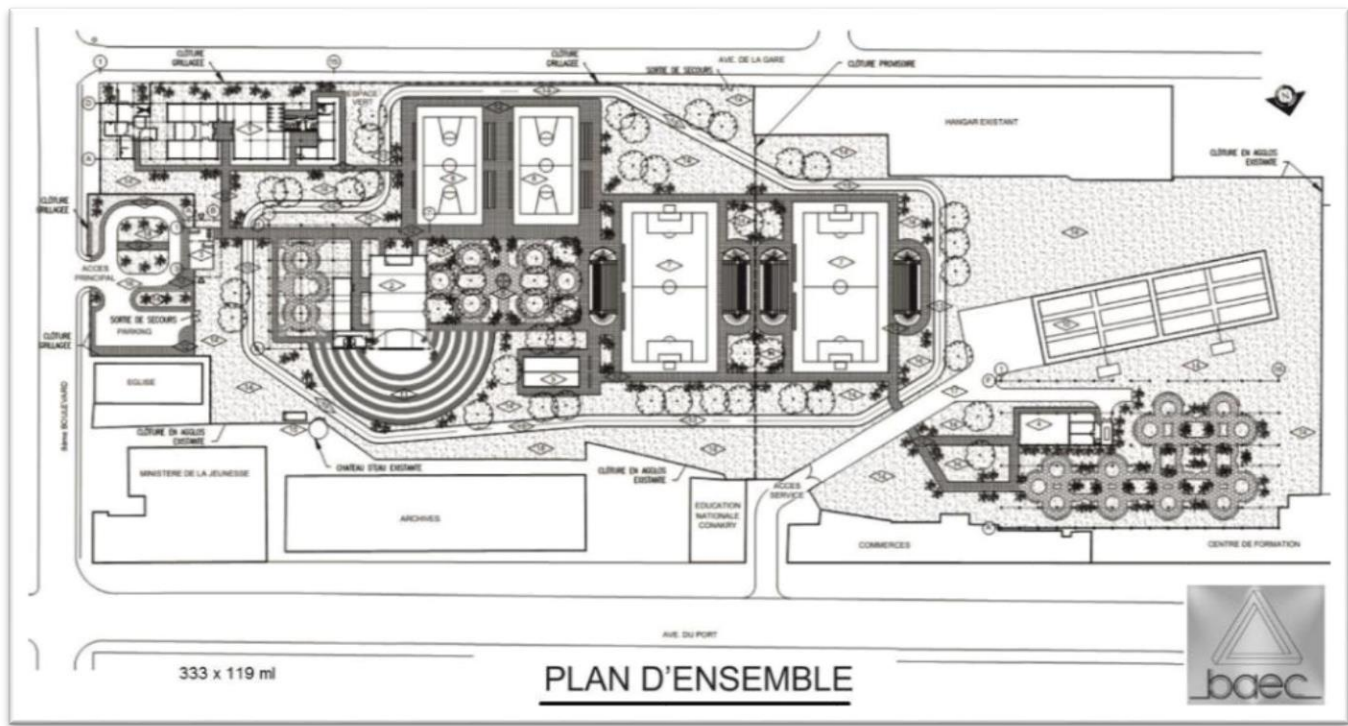 CLÔTURE
GRILLAGÉE
CLÔTURE
GRILLAGÉE
AVE. DE LA GARE
SORTIE DE SECOURS
CLÔTURE PROVISOIRE
1
10
ESPACE
VERT
HANGAR EXISTANT
CLÔTURE EN AGGLOS
EXISTANTE
D
A
CLÔTURE
GRILLAGÉE
ACCES
PRINCIPAL
SORTIE DE SECOURS
PARKING
CLÔTURE
GRILLAGÉE
EGLISE
CLÔTURE EN AGGLOS
EXISTANTE
CHATEAU D'EAU EXISTANTE
CLÔTURE EN AGGLOS
EXISTANTE
MINISTERE DE LA JEUNESSE
ARCHIVES
EDUCATION
NATIONALE
CONAKRY
ACCES
SERVICE
COMMERCES
CENTRE DE FORMATION
AVE. DU PORT
333 x 119 ml
PLAN D'ENSEMBLE
baec